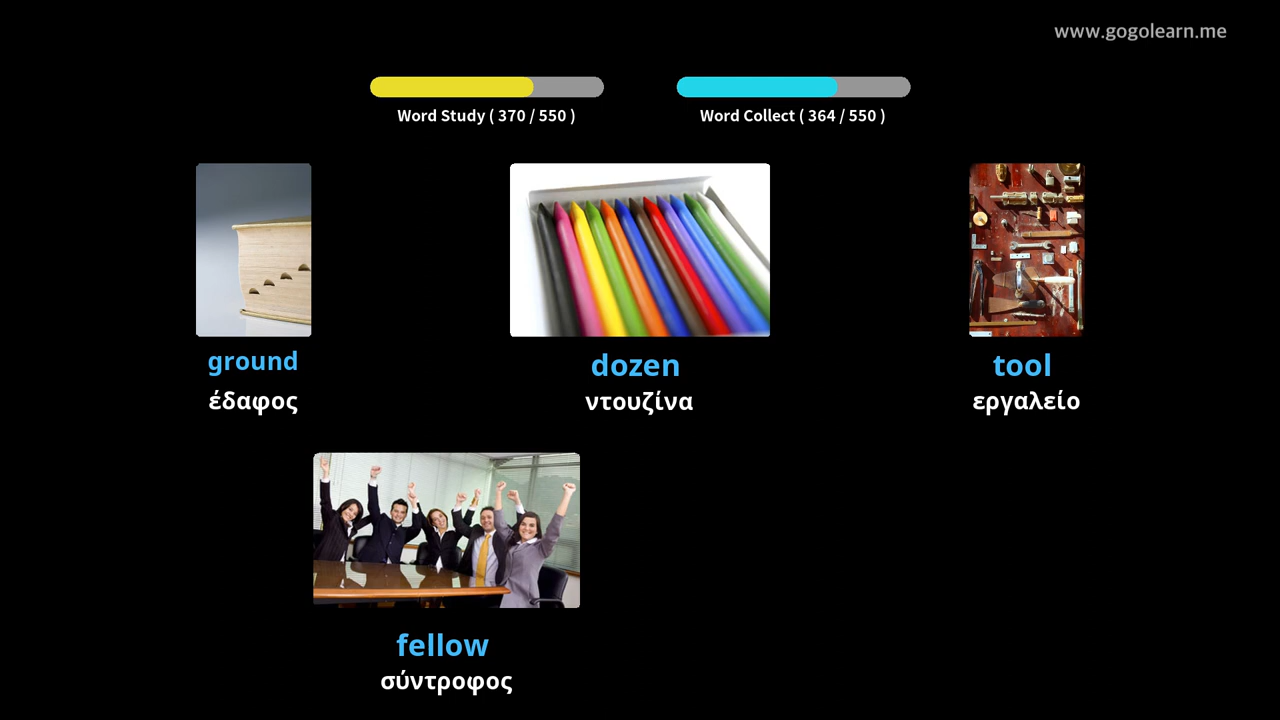 www.gogolearn.me
Word Study ( 370 / 550 )
Word Collect ( 364 / 550 )
ground
έδαφος
dozen
ντουζίνα
tool
εργαλείο
fellow
σύντροφος